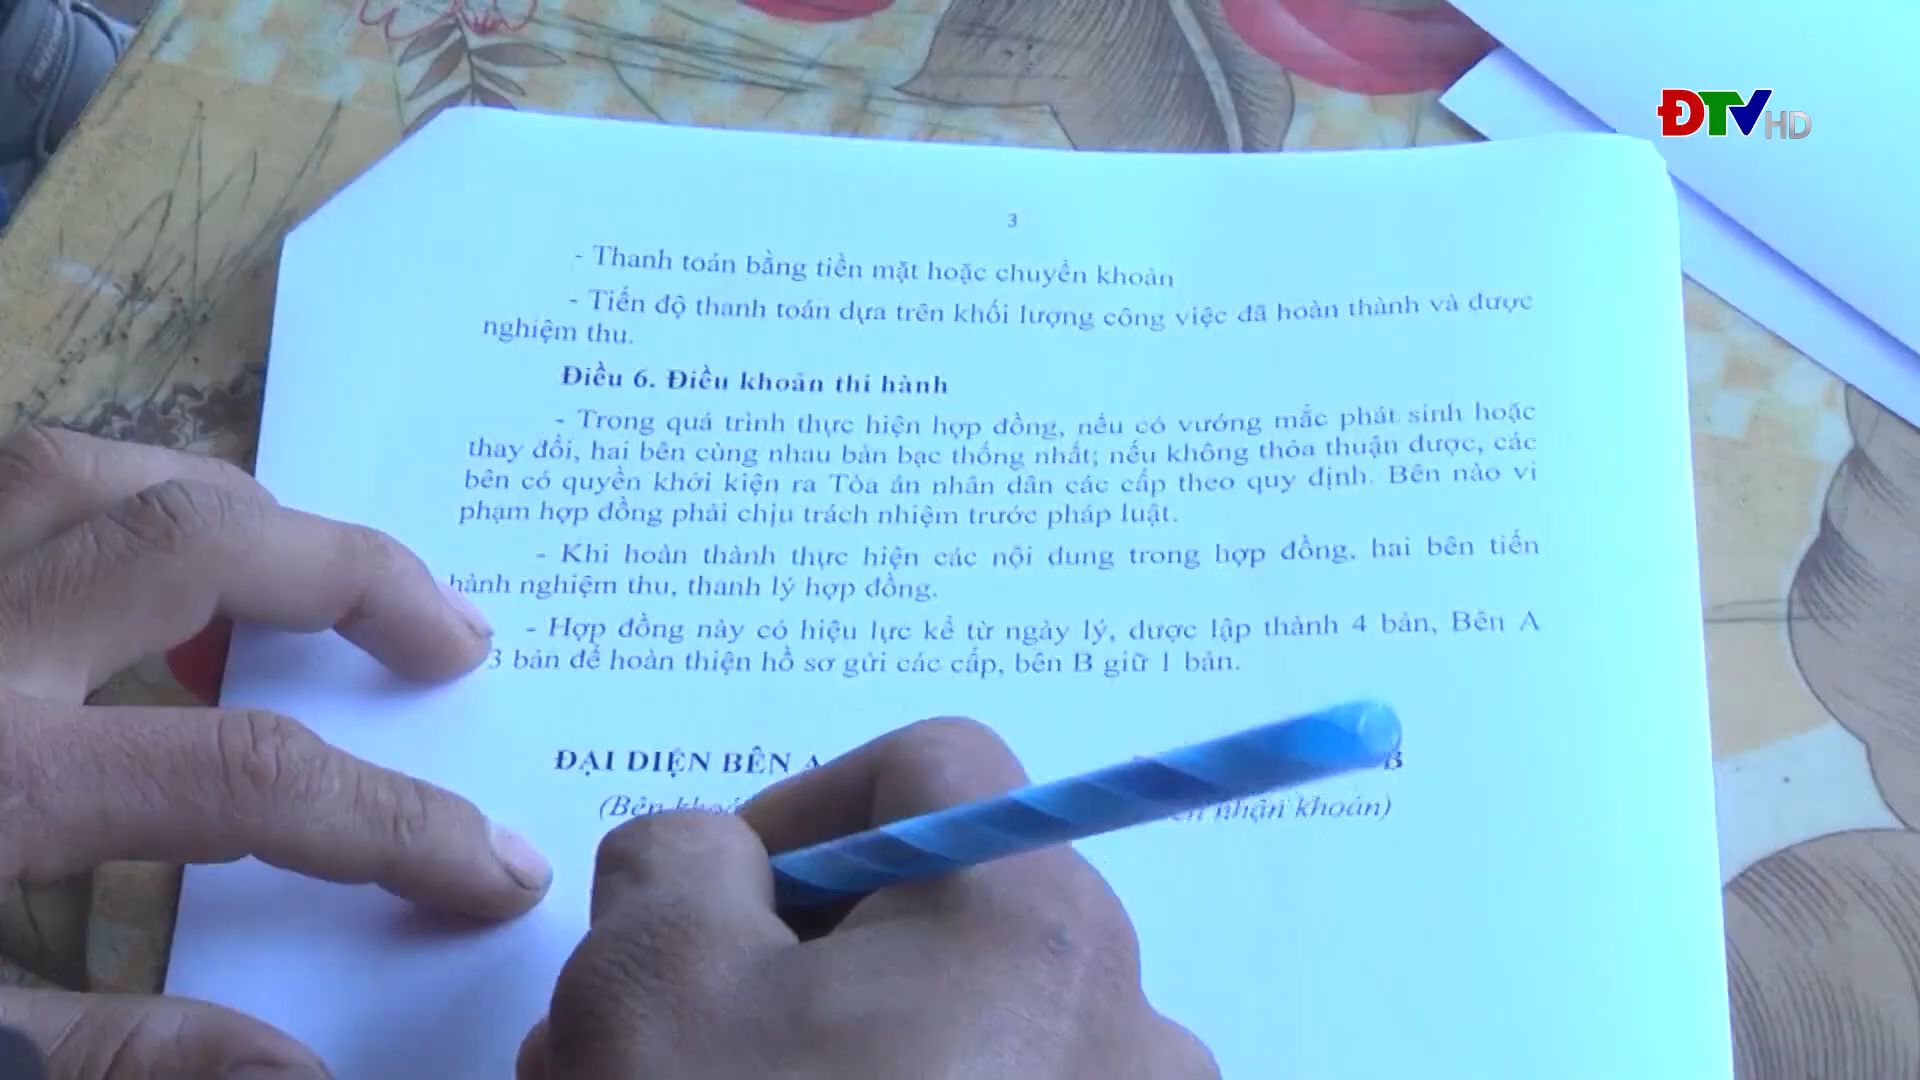 ĐTV HD
3
- Thanh toán bằng tiền mặt hoặc chuyển khoản
- Tiến độ thanh toán dựa trên khối lượng công việc đã hoàn thành và được
nghiệm thu.
Điều 6. Điều khoản thi hành
- Trong quá trình thực hiện hợp đồng, nếu có vướng mắc phát sinh hoặc
thay đổi, hai bên cùng nhau bàn bạc thống nhất; nếu không thỏa thuận được, các
bên có quyền khởi kiện ra Tòa án nhân dân các cấp theo quy định. Bên nào vi
phạm hợp đồng phải chịu trách nhiệm trước pháp luật.
- Khi hoàn thành thực hiện các nội dung trong hợp đồng, hai bên tiến
hành nghiệm thu, thanh lý hợp đồng.
- Hợp đồng này có hiệu lực kể từ ngày lý, được lập thành 4 bản, Bên A
3 bản để hoàn thiện hồ sơ gửi các cấp, bên B giữ 1 bản.
ĐẠI DIỆN BÊN A B
(Bên nhận khoán)